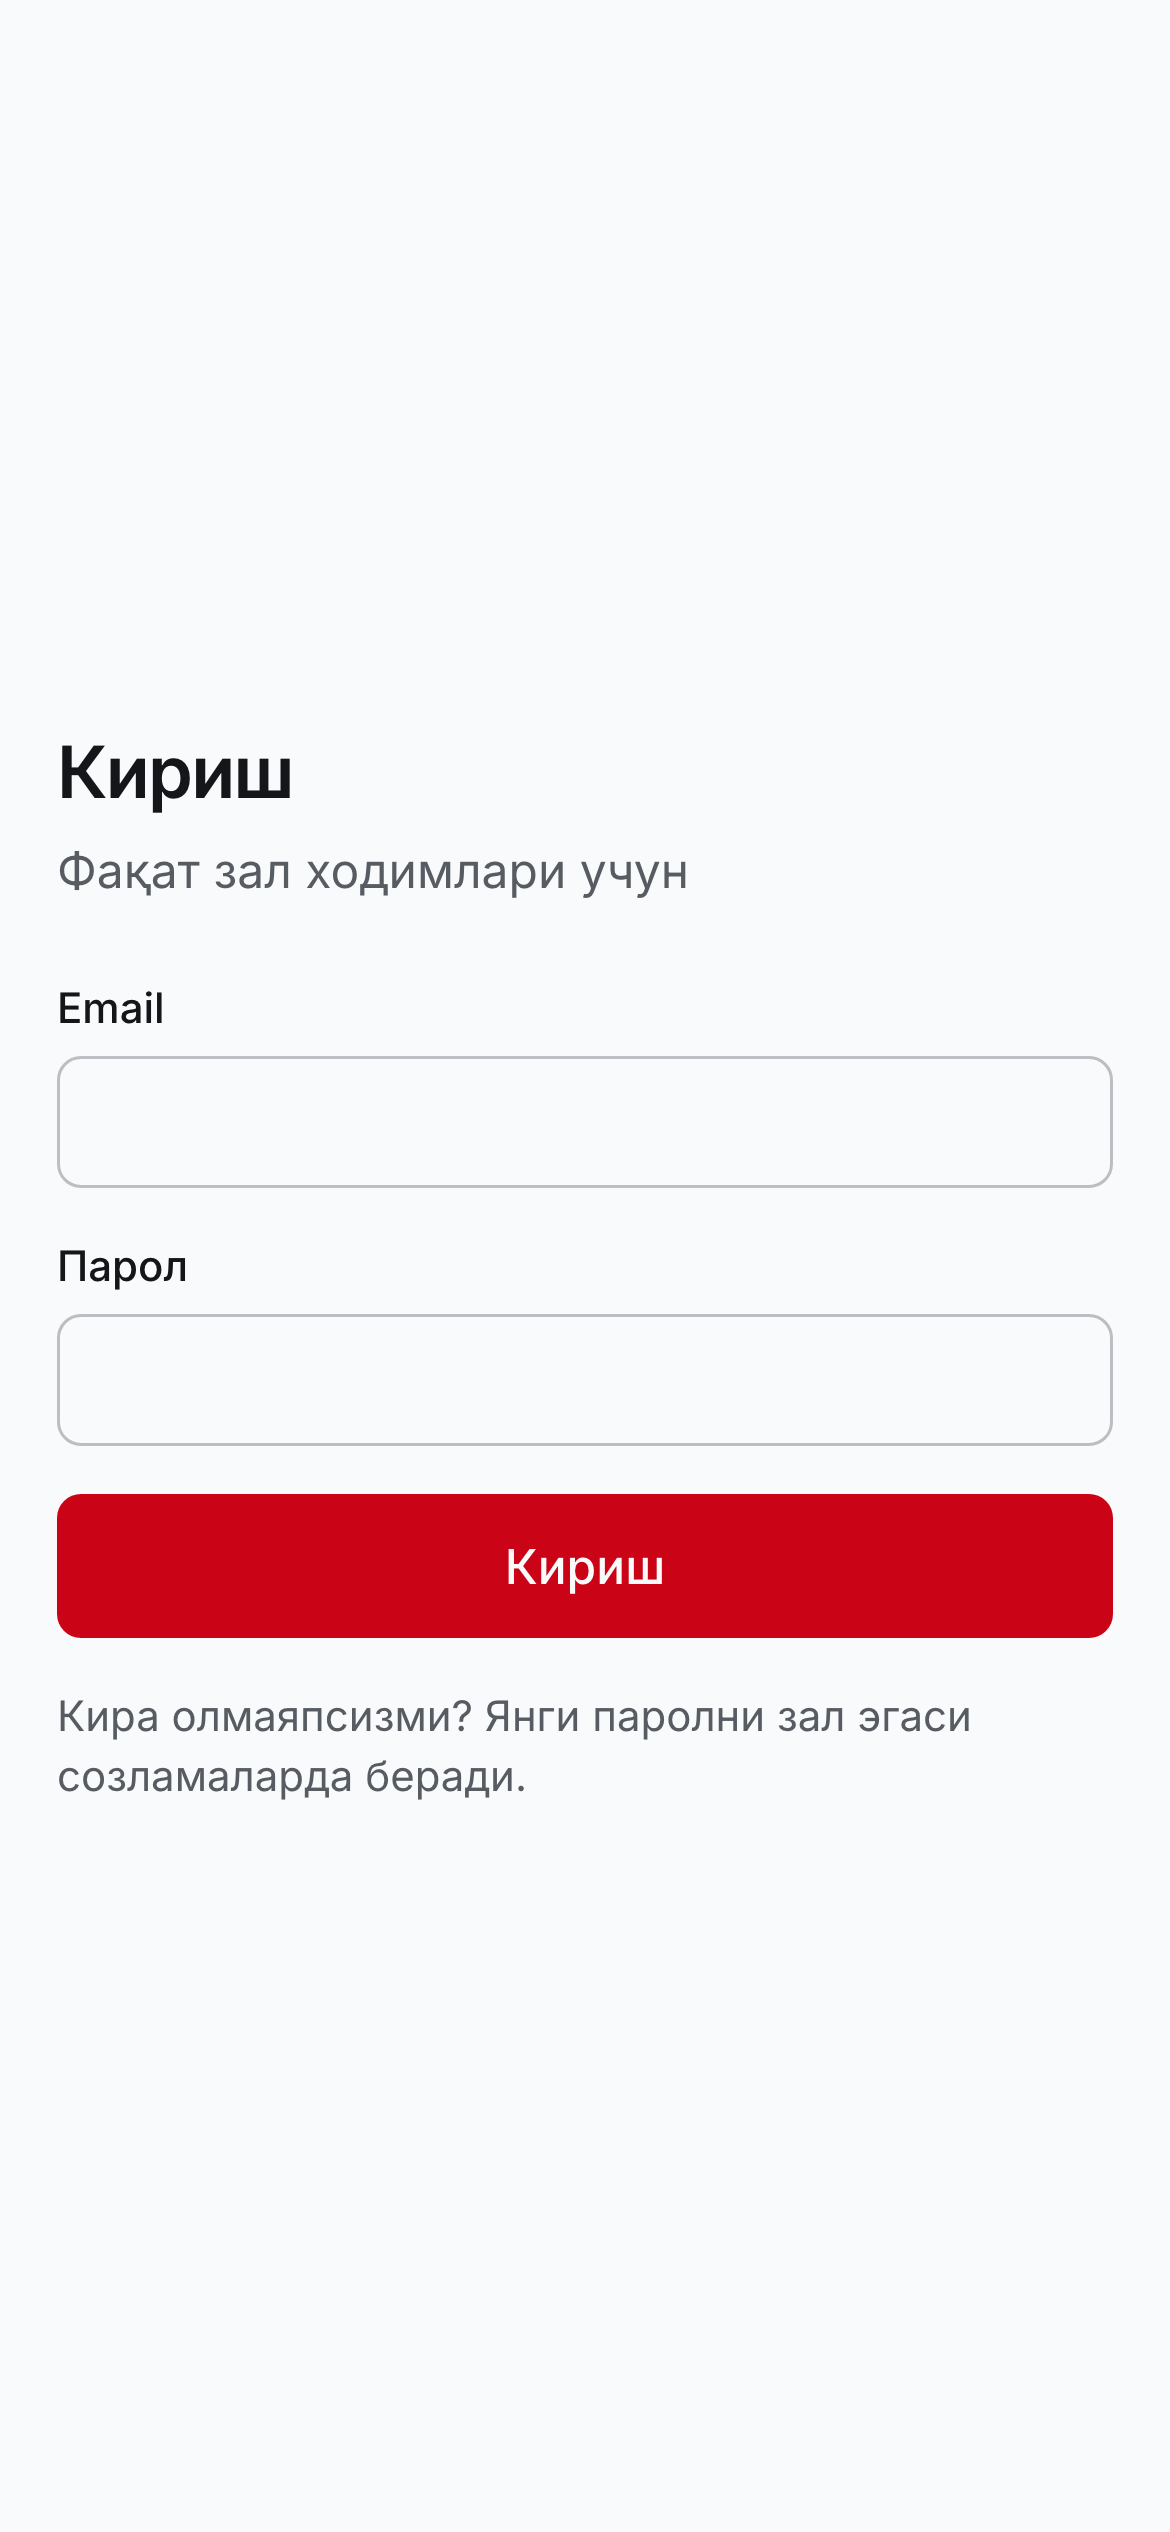 Кириш
Фақат зал ходимлари учун
Email
Парол
Кириш
Кира олмаяпсизми? Янги паролни зал эгаси
созламаларда беради.